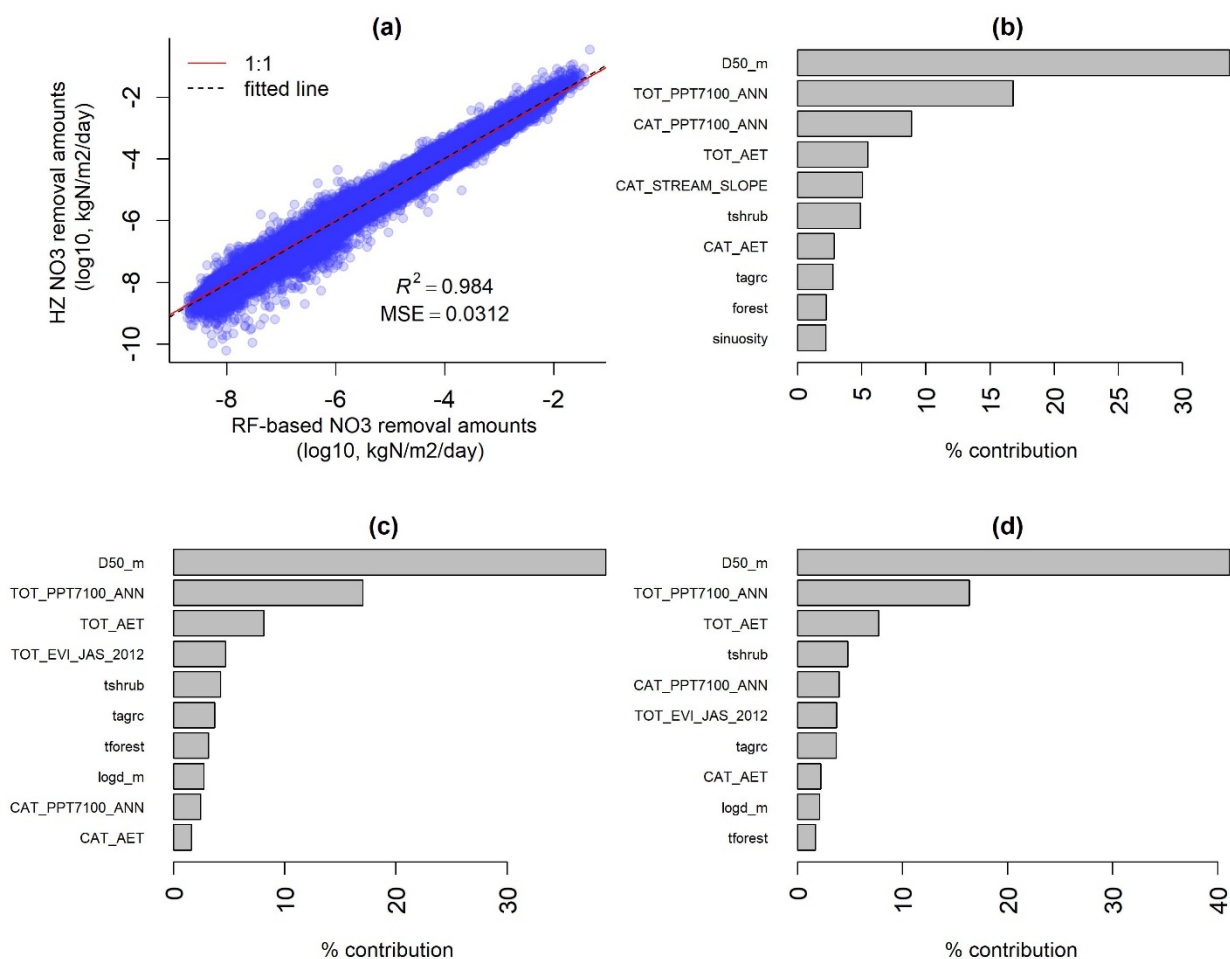 (a)
1:1
fitted line
HZ NO3 removal amounts
(log10, kgN/m2/day)
-2
-4
-6
-8
-10
R² = 0.984
MSE = 0.0312
-8 -6 -4 -2
RF-based NO3 removal amounts
(log10, kgN/m2/day)
(b)
D50_m
TOT_PPT7100_ANN
CAT_PPT7100_ANN
TOT_AET
CAT_STREAM_SLOPE
tshrub
CAT_AET
tagrc
forest
sinuosity
0 5 10 15 20 25 30
% contribution
(c)
D50_m
TOT_PPT7100_ANN
TOT_AET
TOT_EVI_JAS_2012
tshrub
tagrc
tforest
logd_m
CAT_PPT7100_ANN
CAT_AET
0 10 20 30
% contribution
(d)
D50_m
TOT_PPT7100_ANN
TOT_AET
tshrub
CAT_PPT7100_ANN
TOT_EVI_JAS_2012
tagrc
CAT_AET
logd_m
tforest
0 10 20 30 40
% contribution